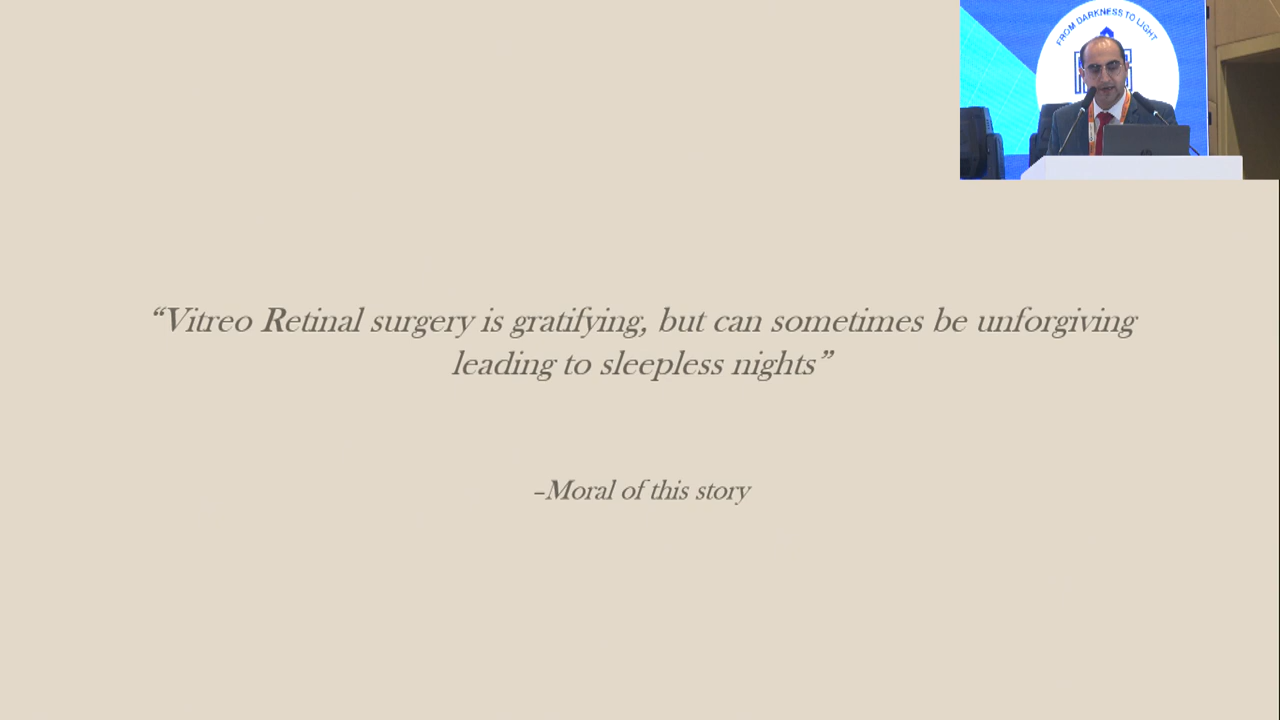 FROM DARKNESS TO LIGHT
“Vitreo Retinal surgery is gratifying, but can sometimes be unforgiving
leading to sleepless nights”
–Moral of this story